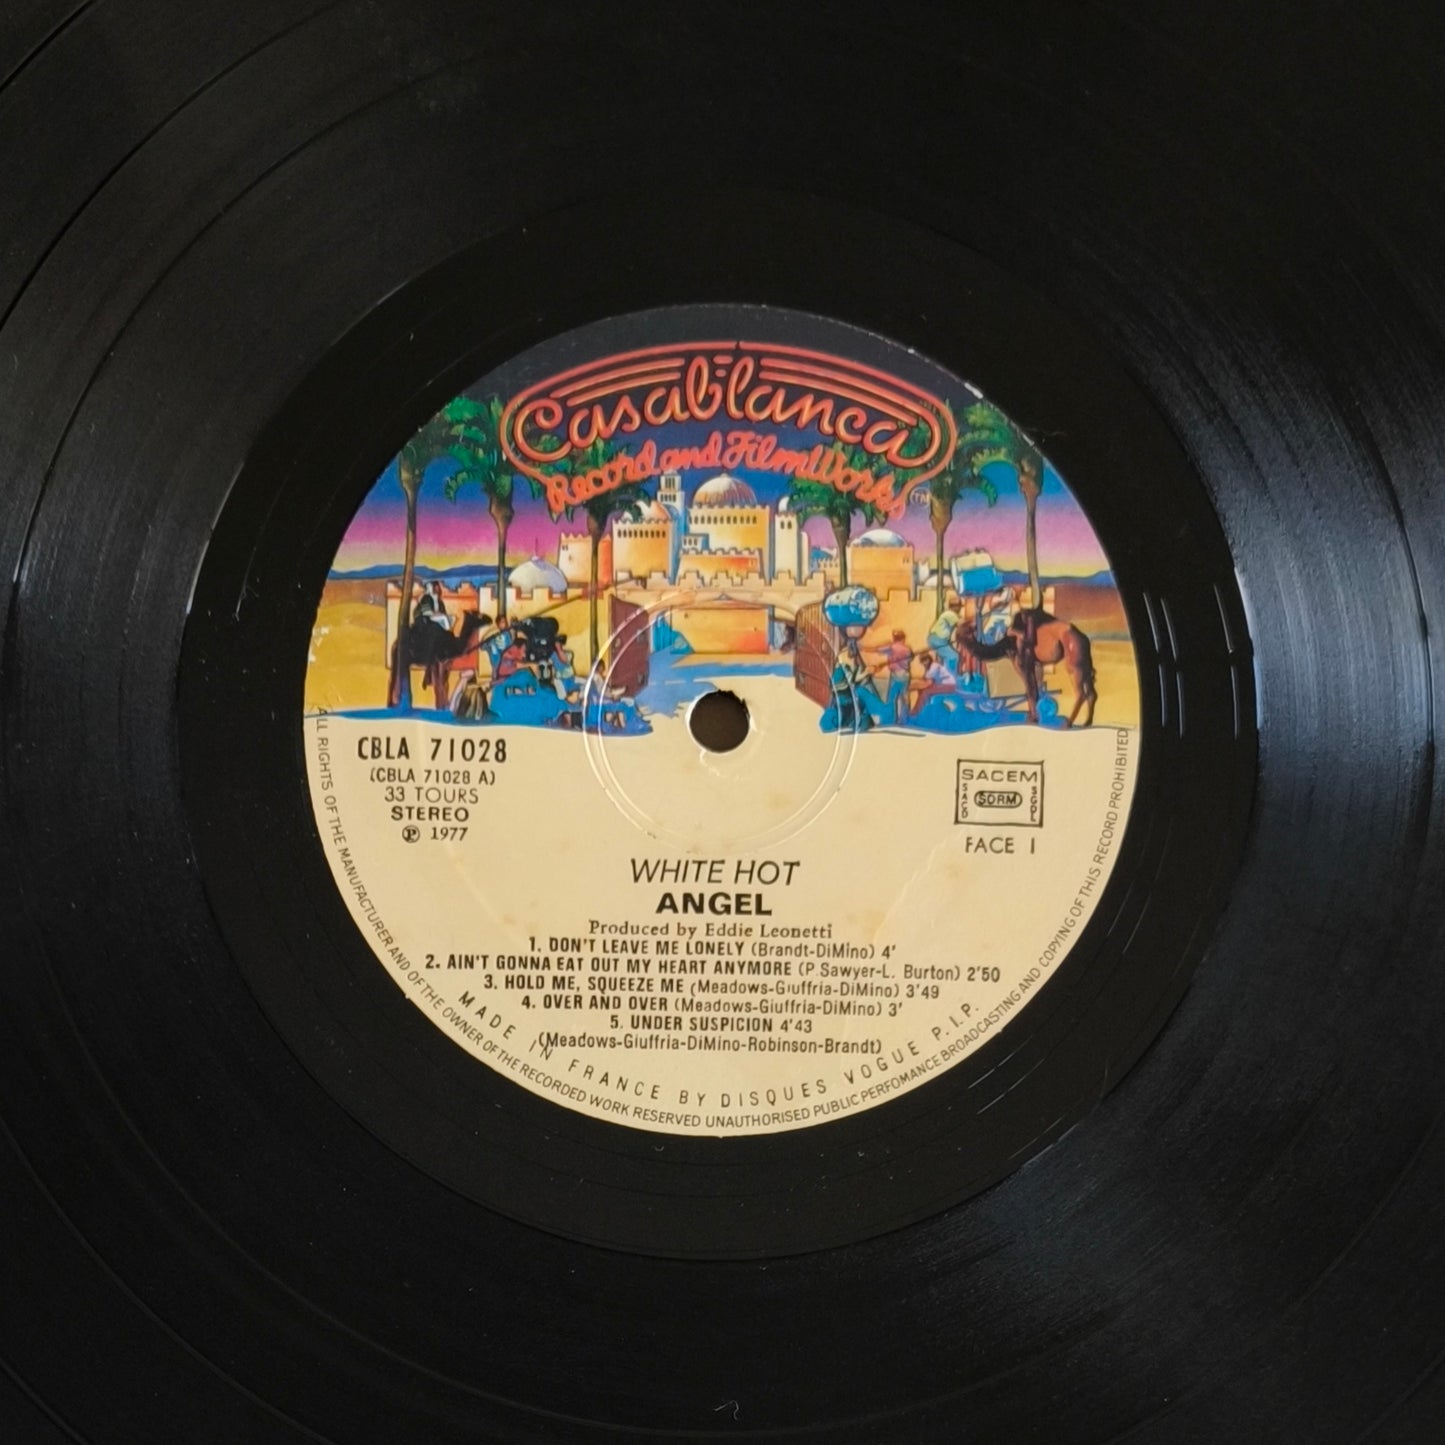 Casablanca
Record and FilmWorks TM
CBLA 71028
(CBLA 71028 A)
33 TOURS
STEREO
℗ 1977
SACEM
SACD
SDRM
SGDL
FACE 1
WHITE HOT
ANGEL
Produced by Eddie Leonetti
1. DON'T LEAVE ME LONELY (Brandt-DiMino) 4'
2. AIN'T GONNA EAT OUT MY HEART ANYMORE (P. Sawyer-L. Burton) 2'50
3. HOLD ME, SQUEEZE ME (Meadows-Giuffria-DiMino) 3'49
4. OVER AND OVER (Meadows-Giuffria-DiMino) 3'
5. UNDER SUSPICION 4'43
(Meadows-Giuffria-DiMino-Robinson-Brandt)
MADE IN FRANCE BY DISQUES VOGUE P.I.P.
ALL RIGHTS OF THE MANUFACTURER AND OF THE OWNER OF THE RECORDED WORK RESERVED UNAUTHORISED PUBLIC PERFOMANCE BROADCASTING AND COPYING OF THIS RECORD PROHIBITED